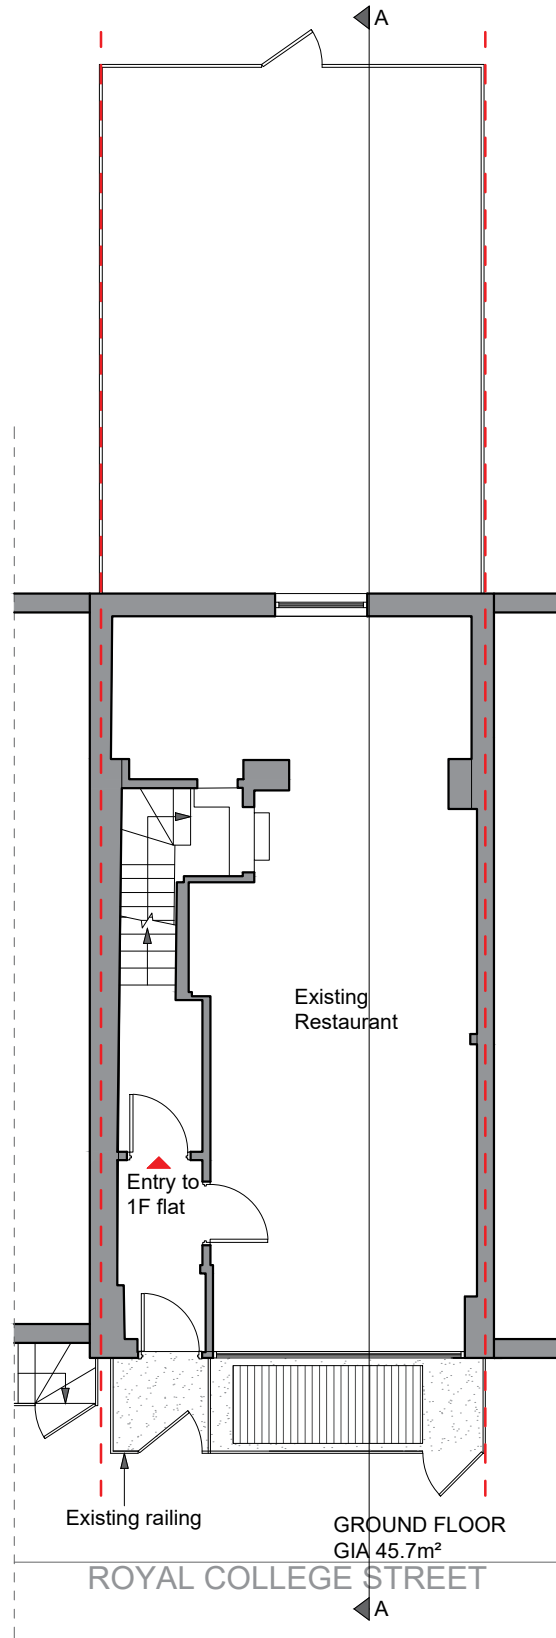 A
Existing
Restaurant
Entry to
1F flat
Existing railing
GROUND FLOOR
GIA 45.7m²
ROYAL COLLEGE STREET
A